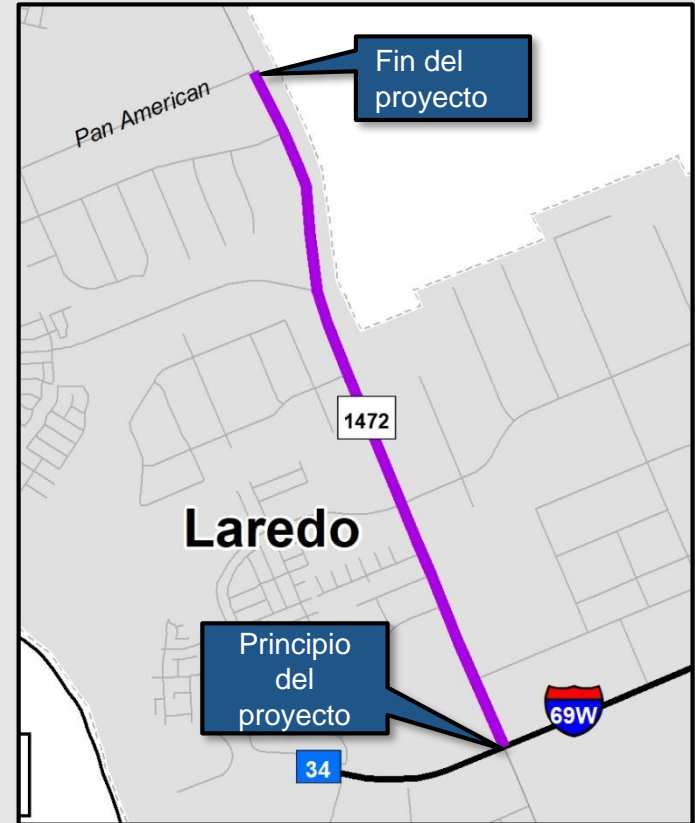 Fin del
proyecto
Pan American
1472
Laredo
Principio
del
proyecto
69W
34